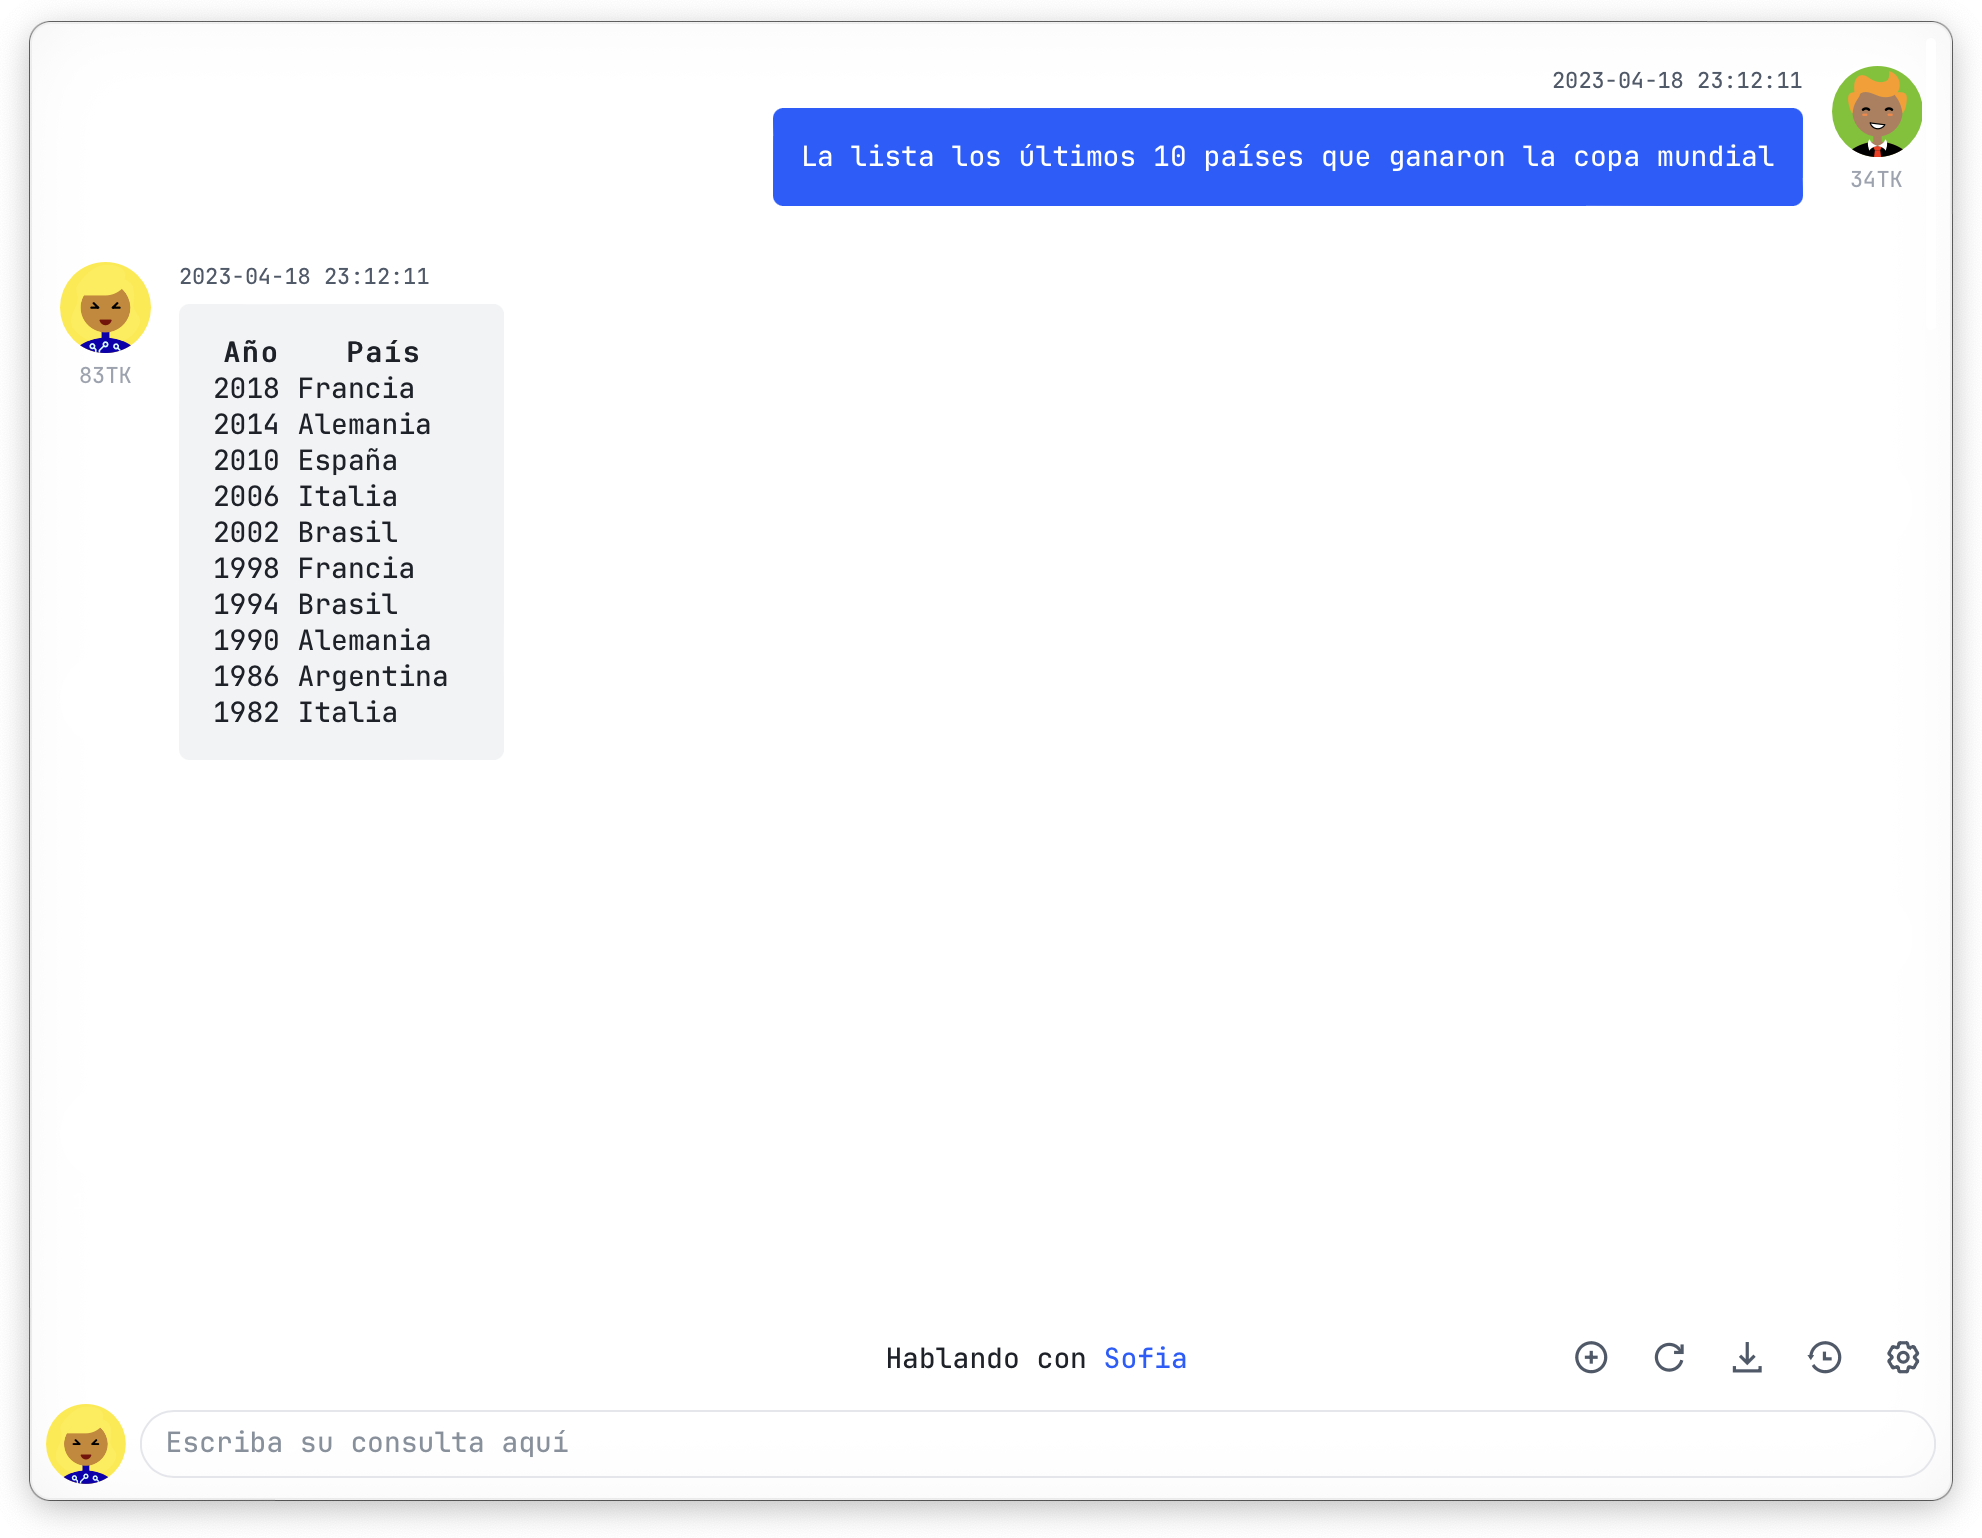 2023-04-18 23:12:11
La lista los últimos 10 países que ganaron la copa mundial
34TK
2023-04-18 23:12:11
83TK
Año País
2018 Francia
2014 Alemania
2010 España
2006 Italia
2002 Brasil
1998 Francia
1994 Brasil
1990 Alemania
1986 Argentina
1982 Italia
Hablando con Sofia
Escriba su consulta aquí